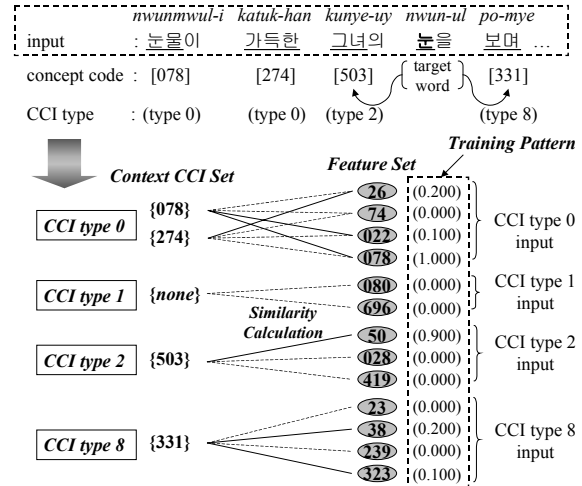 nwunmwul-i katuk-han kunye-uy nwun-ul po-mye
input : 눈물이 가득한 그녀의 눈을 보며 ...
concept code : [078] [274] [503] target word [331]
CCI type : (type 0) (type 0) (type 2) (type 8)
Training Pattern
Context CCI Set Feature Set
CCI type 0 {078} {274}
26 (0.200)
74 (0.000)
022 (0.100)
078 (1.000)
CCI type 0 input
CCI type 1 {none}
080 (0.000)
696 (0.000)
CCI type 1 input
Similarity Calculation
CCI type 2 {503}
50 (0.900)
028 (0.000)
419 (0.000)
CCI type 2 input
CCI type 8 {331}
23 (0.000)
38 (0.200)
239 (0.000)
323 (0.100)
CCI type 8 input